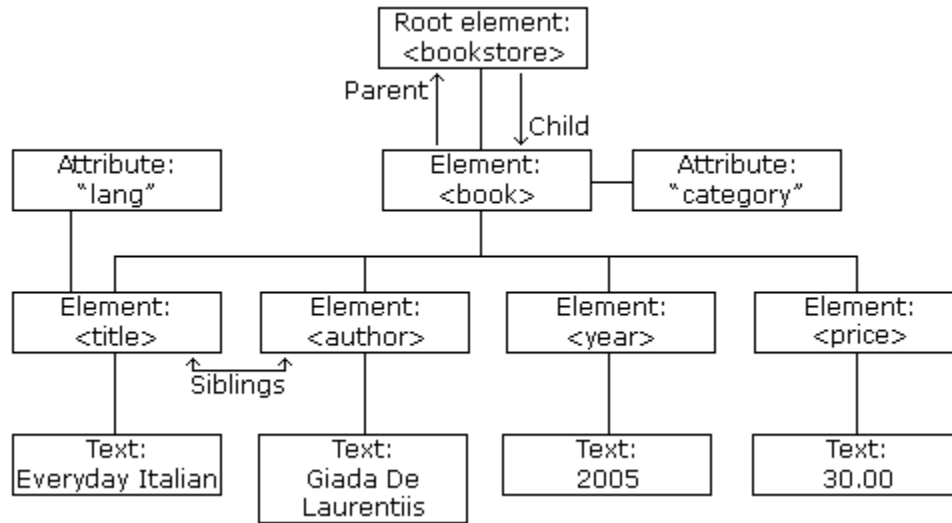 Root element:
<bookstore>
Parent
Child
Attribute:
“lang”
Element:
<book>
Attribute:
“category”
Element:
<title>
Element:
<author>
Element:
<year>
Element:
<price>
Siblings
Text:
Everyday Italian
Text:
Giada De
Laurentiis
Text:
2005
Text:
30.00